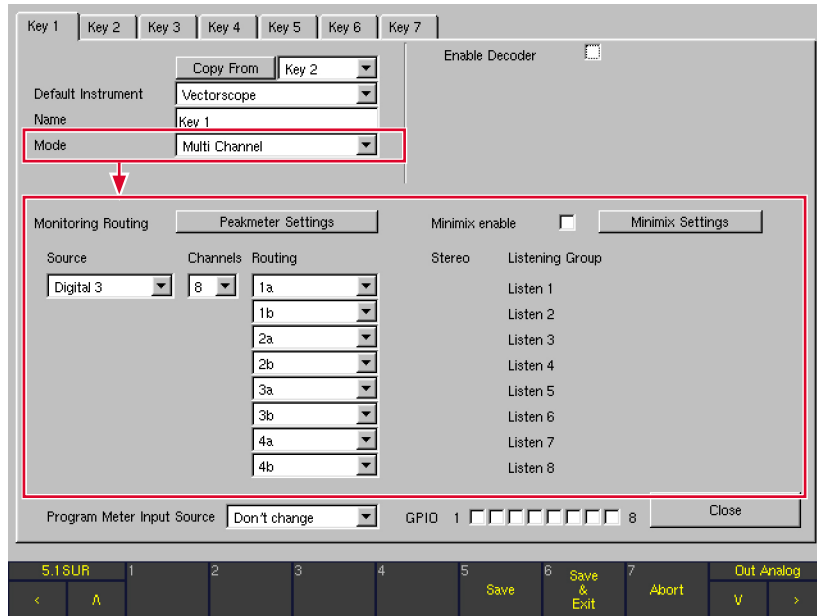 Key 1 Key 2 Key 3 Key 4 Key 5 Key 6 Key 7
Enable Decoder
Copy From Key 2
Default Instrument Vectorscope
Name Key 1
Mode Multi Channel
Monitoring Routing Peakmeter Settings Minimix enable Minimix Settings
Source Channels Routing Stereo Listening Group
Digital 3 8 1a Listen 1
1b Listen 2
2a Listen 3
2b Listen 4
3a Listen 5
3b Listen 6
4a Listen 7
4b Listen 8
Program Meter Input Source Don't change GPIO 1 8 Close
5.1SUR 1 2 3 4 5 6 7 Out Analog
< Λ Save Save & Exit Abort V >